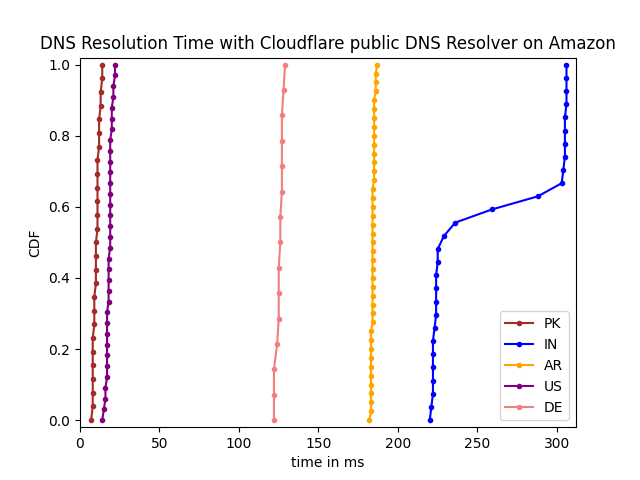 DNS Resolution Time with Cloudflare public DNS Resolver on Amazon
1.0
0.8
0.6
0.4
0.2
0.0
CDF
0 50 100 150 200 250 300
time in ms
PK
IN
AR
US
DE